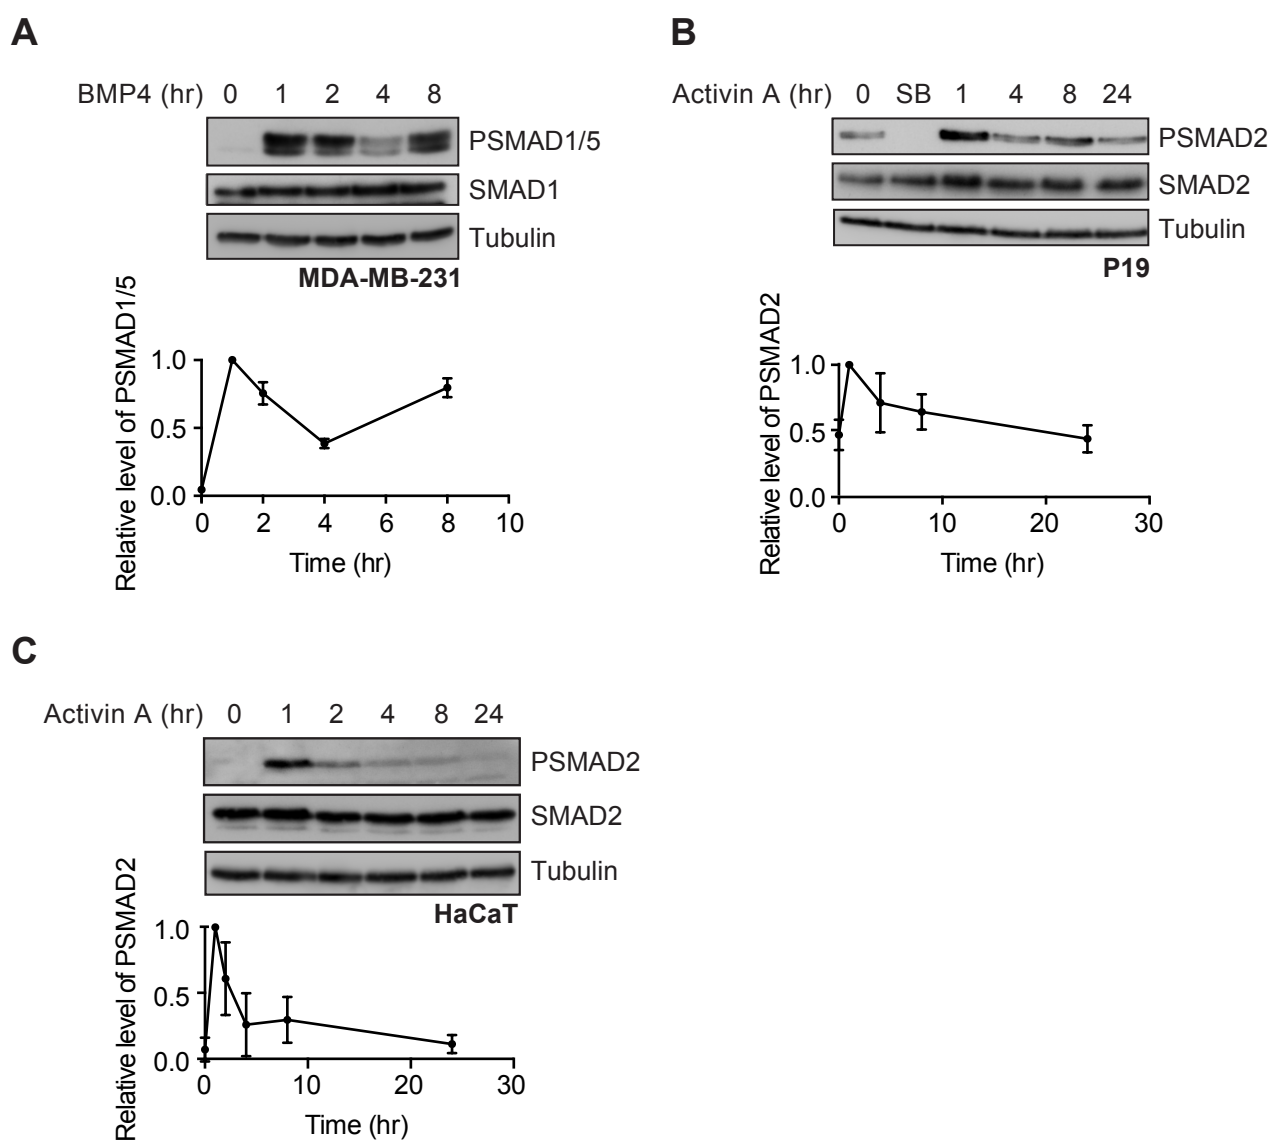 A
BMP4 (hr) 0 1 2 4 8
PSMAD1/5
SMAD1
Tubulin
MDA-MB-231
Relative level of PSMAD1/5
1.0
0.5
0.0
0 2 4 6 8 10
Time (hr)
B
Activin A (hr) 0 SB 1 4 8 24
PSMAD2
SMAD2
Tubulin
P19
Relative level of PSMAD2
1.0
0.5
0.0
0 10 20 30
Time (hr)
C
Activin A (hr) 0 1 2 4 8 24
PSMAD2
SMAD2
Tubulin
HaCaT
Relative level of PSMAD2
1.0
0.5
0.0
0 10 20 30
Time (hr)